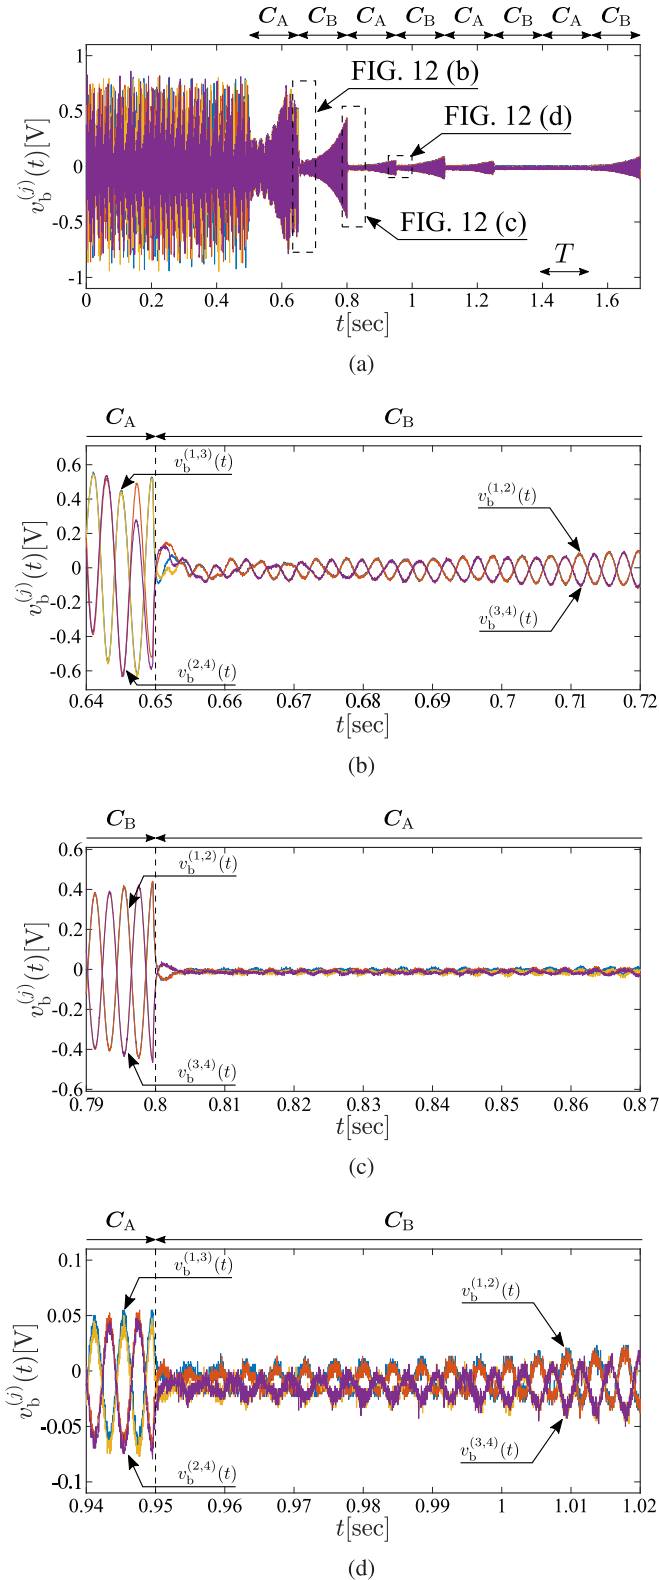 C_A C_B C_A C_B C_A C_B C_A C_B
v_b^(j)(t)[V]
1
0.5
0
-0.5
-1
FIG. 12 (b)
FIG. 12 (d)
FIG. 12 (c)
T
0 0.2 0.4 0.6 0.8 1 1.2 1.4 1.6
t[sec]
(a)
C_A C_B
v_b^(j)(t)[V]
0.6
0.4
0.2
0
-0.2
-0.4
-0.6
v_b^(1,3)(t)
v_b^(1,2)(t)
v_b^(3,4)(t)
v_b^(2,4)(t)
0.64 0.65 0.66 0.67 0.68 0.69 0.7 0.71 0.72
t[sec]
(b)
C_B C_A
v_b^(j)(t)[V]
0.6
0.4
0.2
0
-0.2
-0.4
-0.6
v_b^(1,2)(t)
v_b^(3,4)(t)
0.79 0.8 0.81 0.82 0.83 0.84 0.85 0.86 0.87
t[sec]
(c)
C_A C_B
v_b^(j)(t)[V]
0.1
0.05
0
-0.05
-0.1
v_b^(1,3)(t)
v_b^(1,2)(t)
v_b^(3,4)(t)
v_b^(2,4)(t)
0.94 0.95 0.96 0.97 0.98 0.99 1 1.01 1.02
t[sec]
(d)